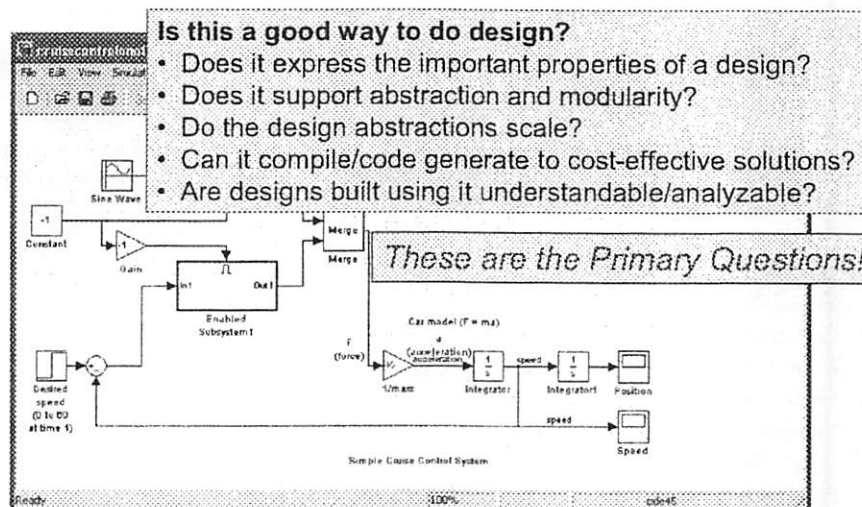 Is this a good way to do design?
• Does it express the important properties of a design?
• Does it support abstraction and modularity?
• Do the design abstractions scale?
• Can it compile/code generate to cost-effective solutions?
• Are designs built using it understandable/analyzable?
File Edit View
Sine Wave
-1
Constant
-1
Gain
Merge
Merge
These are the Primary Questions!
In1
Out1
Enabled
Subsystem1
Car model (F = ma)
F
(force)
a
(acceleration)
acceleration
1/mass
1
s
Integrator
speed
1
s
Integrator1
Position
Desired
speed
(0 to 60
at time 1)
speed
Speed
Simple Cruise Control System
Ready
100%
ode45